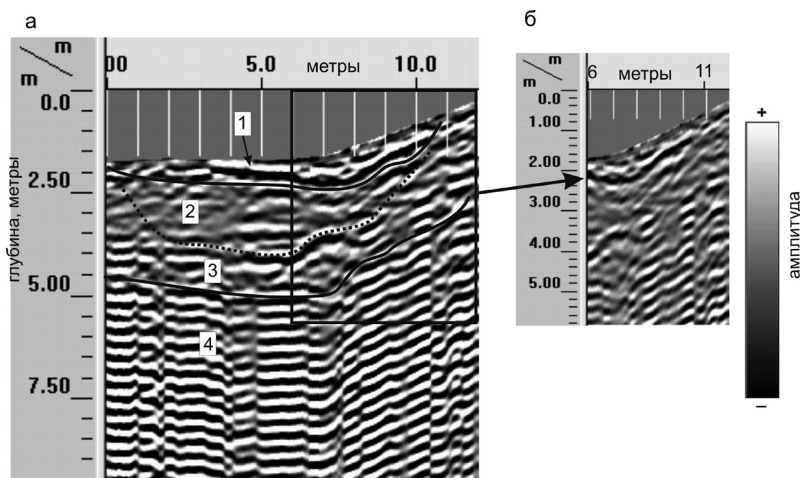 а
m
m
00
5.0
метры
10.0
0.0
2.50
5.00
7.50
глубина, метры
1
2
3
4
б
m
m
6
метры
11
0.0
1.00
2.00
3.00
4.00
5.00
+
амплитуда
–